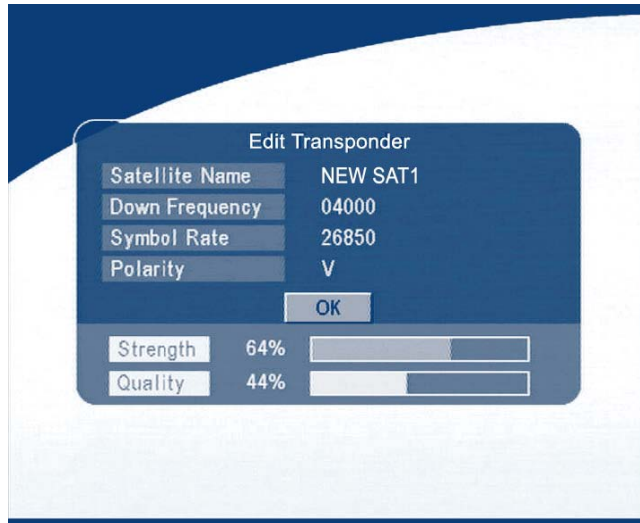 Edit Transponder
Satellite Name NEW SAT1
Down Frequency 04000
Symbol Rate 26850
Polarity V
OK
Strength 64%
Quality 44%